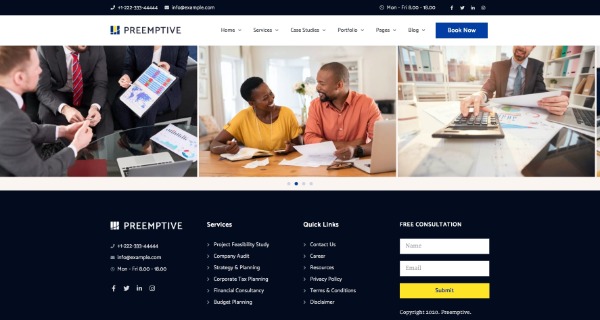 +1-222-333-44444 info@example.com Mon - Fri 8.00 - 18.00
PREEMPTIVE Home Services Case Studies Portfolio Pages Blog Book Now
PREEMPTIVE
+1-222-333-44444
info@example.com
Mon - Fri 8.00 - 18.00
Services
Project Feasibility Study
Company Audit
Strategy & Planning
Corporate Tax Planning
Financial Consultancy
Budget Planning
Quick Links
Contact Us
Career
Resources
Privacy Policy
Terms & Conditions
Disclaimer
FREE CONSULTATION
Name
Email
Submit
Copyright 2020. Preemptive.